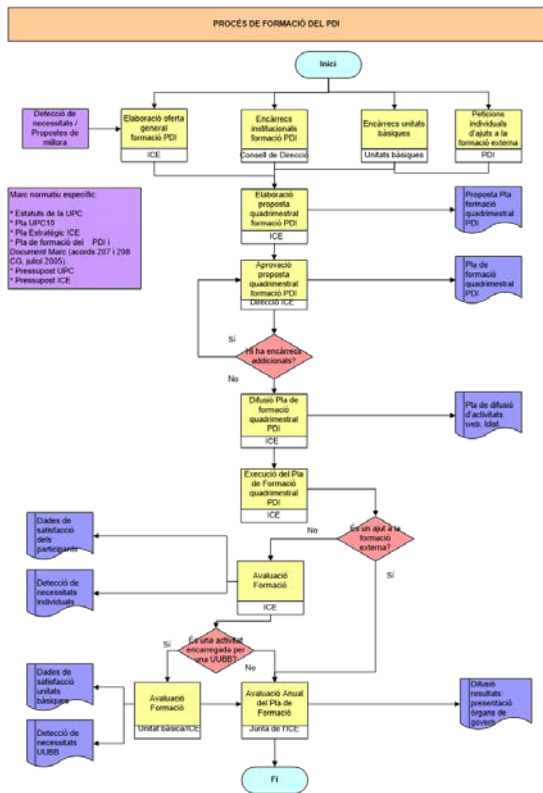 PROCÉS DE FORMACIÓ DEL PDI
Inici
Detecció de
necessitats /
Propostes de
millora
Elaboració oferta
general
formació PDI
ICE
Encàrrecs
institucionals
formació PDI
Consell de Direcció
Encàrrecs unitats
bàsiques
Unitats bàsiques
Peticions
individuals
d'ajuts a la
formació externa
PDI
Marc normatiu específic:
* Estatuts de la UPC
* Pla UPC10
* Pla Estratègic ICE
* Pla de formació del PDI i
Document Marc (acords 207 i 208
CG, juliol 2005)
* Pressupost UPC
* Pressupost ICE
Elaboració
proposta
quadrimestral
formació PDI
ICE
Proposta Pla
formació
quadrimestral
PDI
Aprovació
proposta
quadrimestral
formació PDI
Direcció ICE
Pla de
formació
quadrimestral
PDI
Sí
Hi ha encàrrecs
addicionals?
No
Difusió Pla de
formació
quadrimestral
PDI
ICE
Pla de difusió
d'activitats
web, ldist...
Execució del Pla
de Formació
quadrimestral PDI
ICE
És un ajut a la
formació
externa?
No
Sí
Dades de
satisfacció
dels
participants
Detecció de
necessitats
individuals
Avaluació
Formació
ICE
És una activitat
encarregada per
una UUBB?
Sí
No
Dades de
satisfacció
unitats
bàsiques
Detecció de
necessitats
UUBB
Avaluació
Formació
Unitat bàsica/ICE
Avaluació Anual
del Pla de
Formació
Junta de l'ICE
Difusió
resultats
presentació
òrgans de
govern
Fi